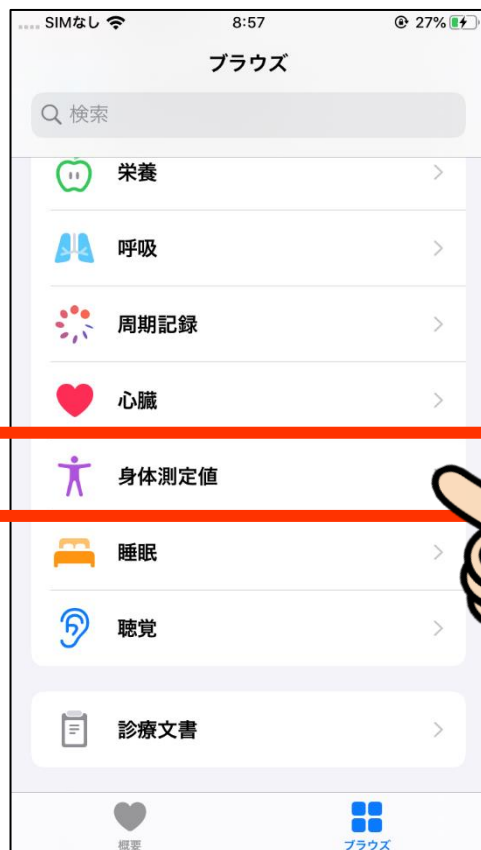 SIMなし 8:57 27%
ブラウズ
検索
栄養
呼吸
周期記録
心臓
身体測定値
睡眠
聴覚
診療文書
概要 ブラウズ